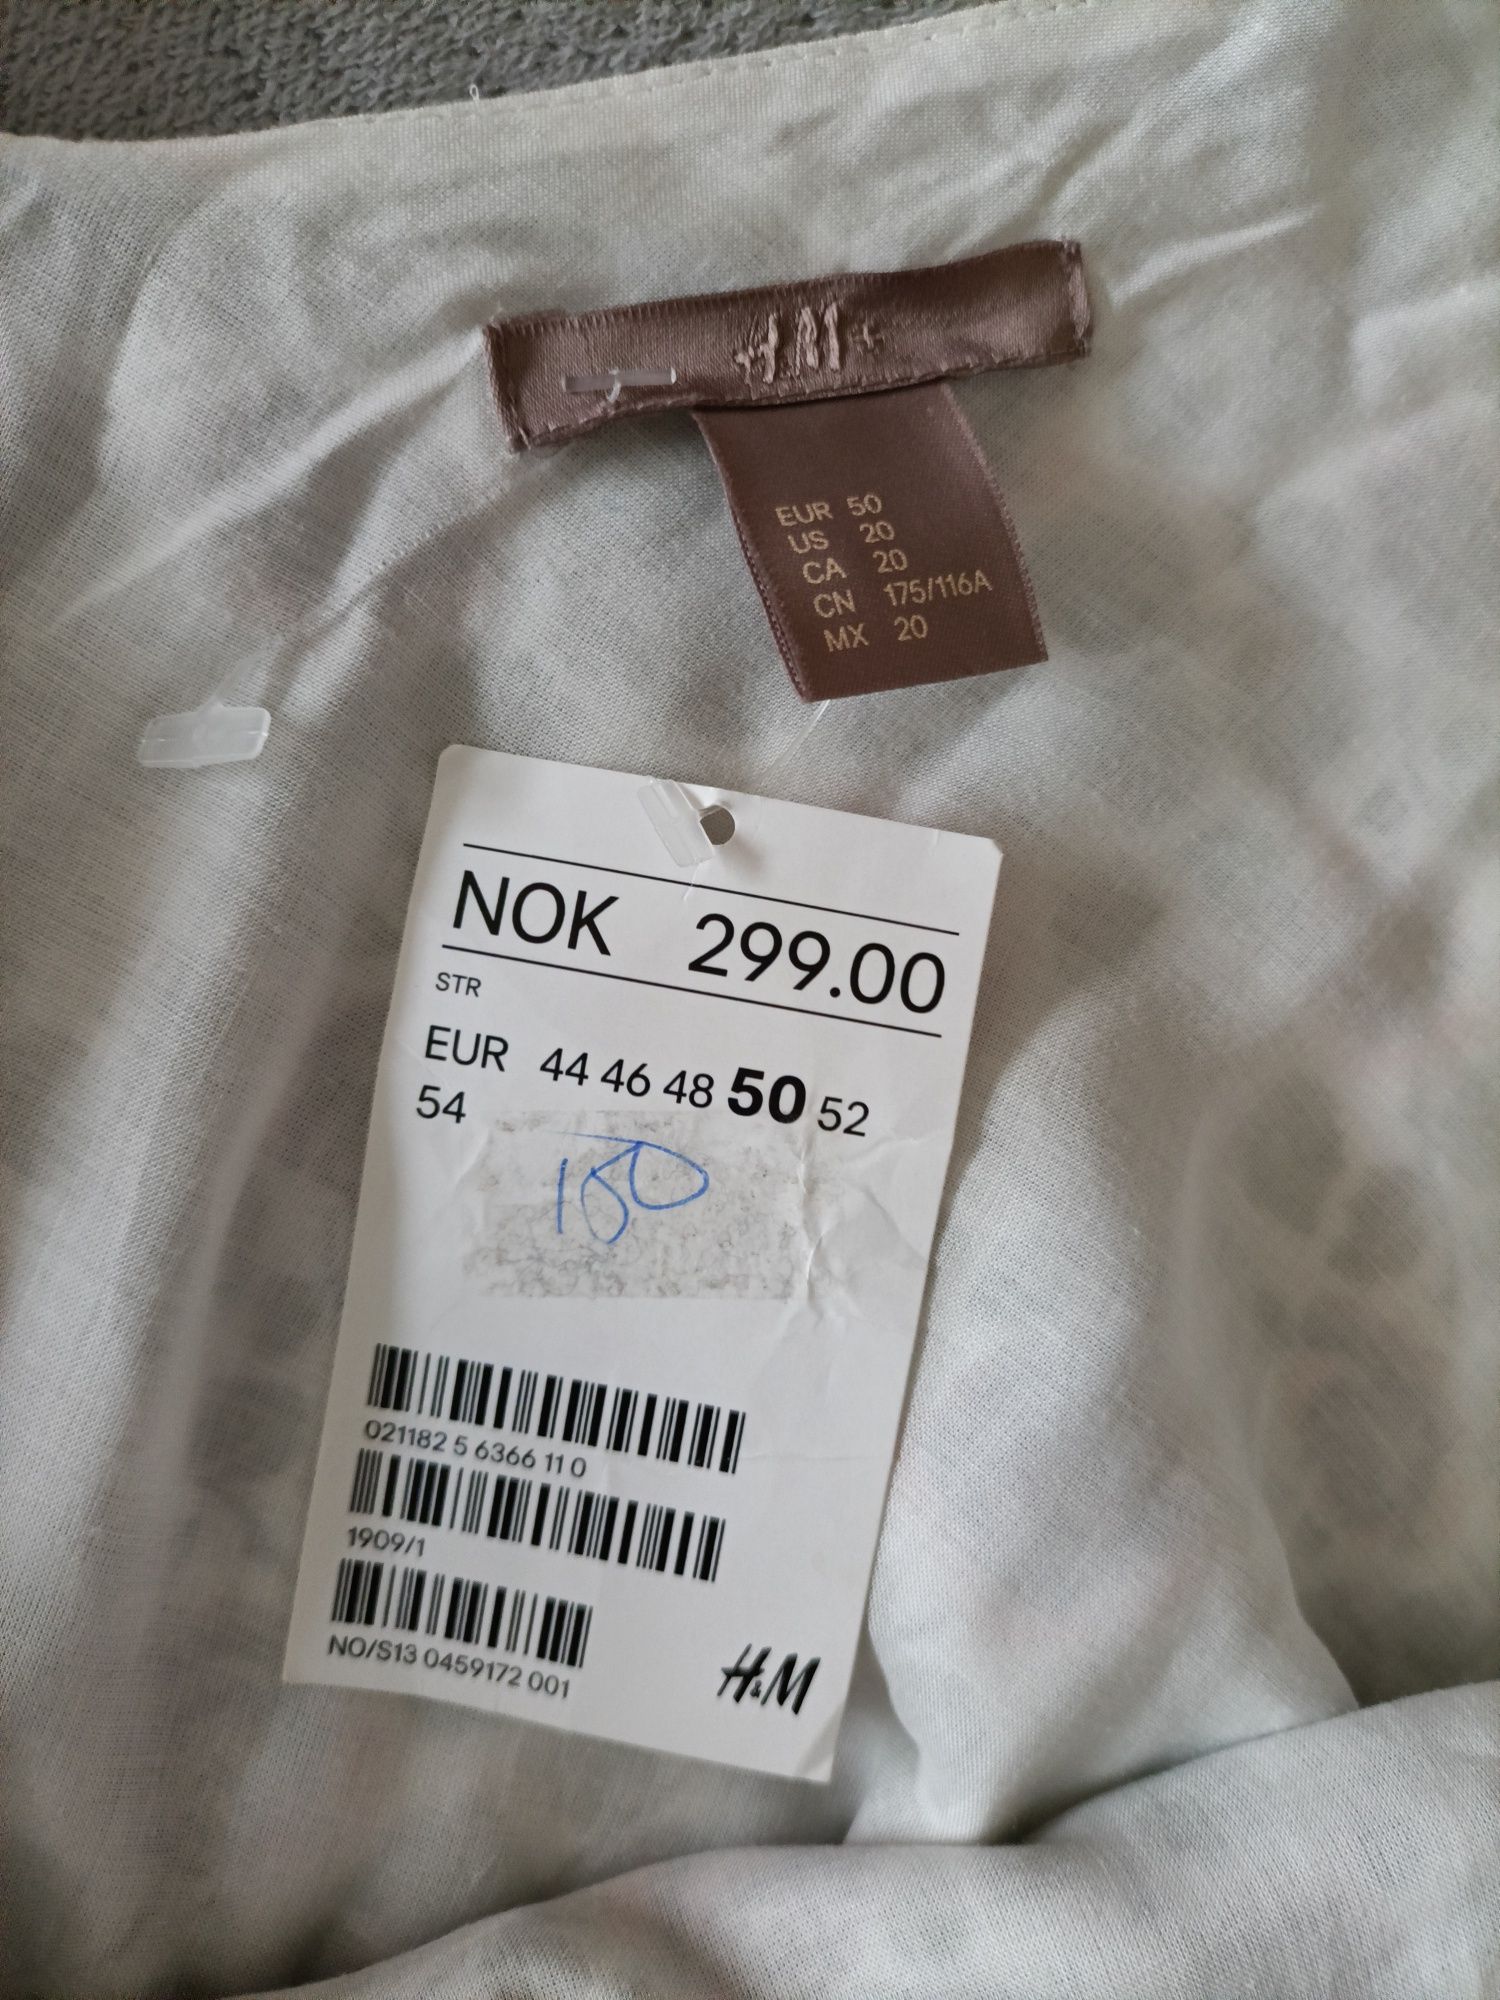 H&M+
EUR 50
US 20
CA 20
CN 175/116A
MX 20
NOK 299.00
STR
EUR 44 46 48 50 52
54
100
021182 5 6366 11 0
1909/1
NO/S13 0459172 001
H&M